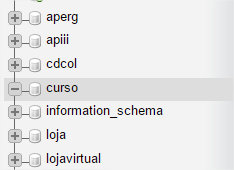 aperg
apiii
cdcol
curso
information_schema
loja
lojavirtual